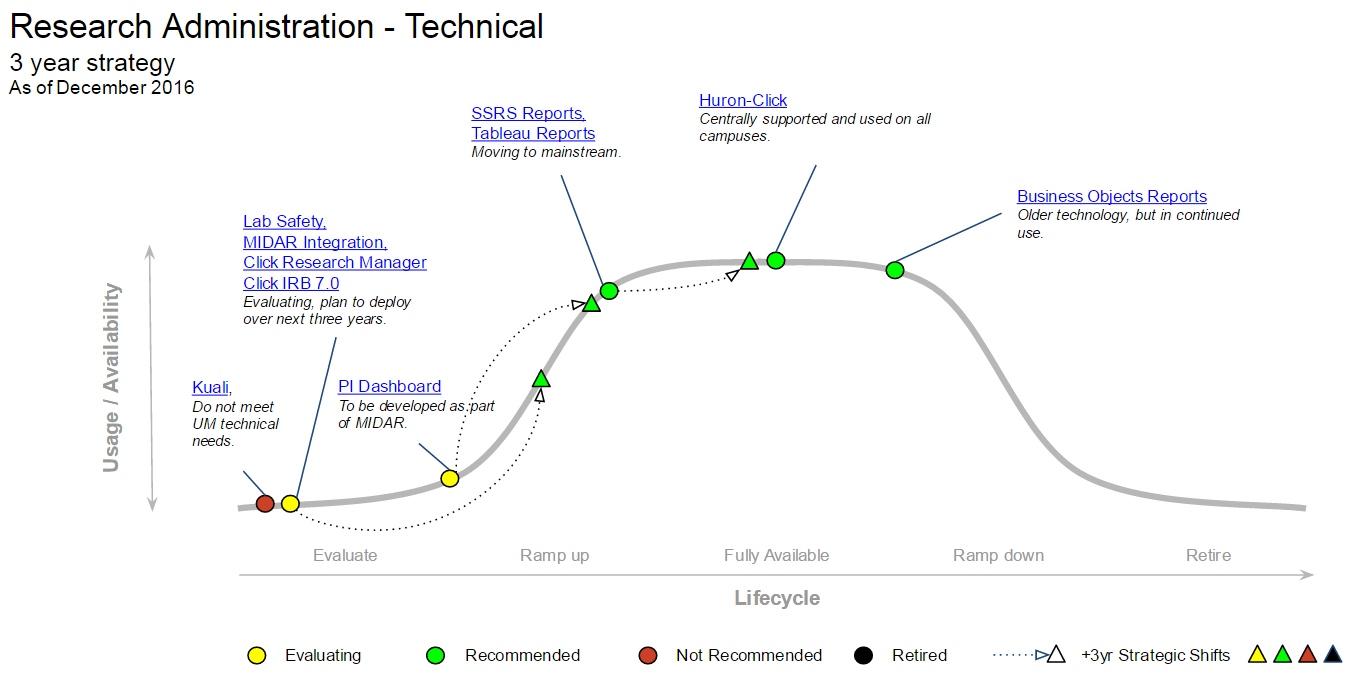 Research Administration - Technical
3 year strategy
As of December 2016
SSRS Reports,
Tableau Reports
Moving to mainstream.
Huron-Click
Centrally supported and used on all
campuses.
Business Objects Reports
Older technology, but in continued
use.
Lab Safety,
MIDAR Integration,
Click Research Manager
Click IRB 7.0
Evaluating, plan to deploy
over next three years.
Kuali,
Do not meet
UM technical
needs.
PI Dashboard
To be developed as part
of MIDAR.
Usage / Availability
Evaluate
Ramp up
Fully Available
Ramp down
Retire
Lifecycle
Evaluating
Recommended
Not Recommended
Retired
+3yr Strategic Shifts